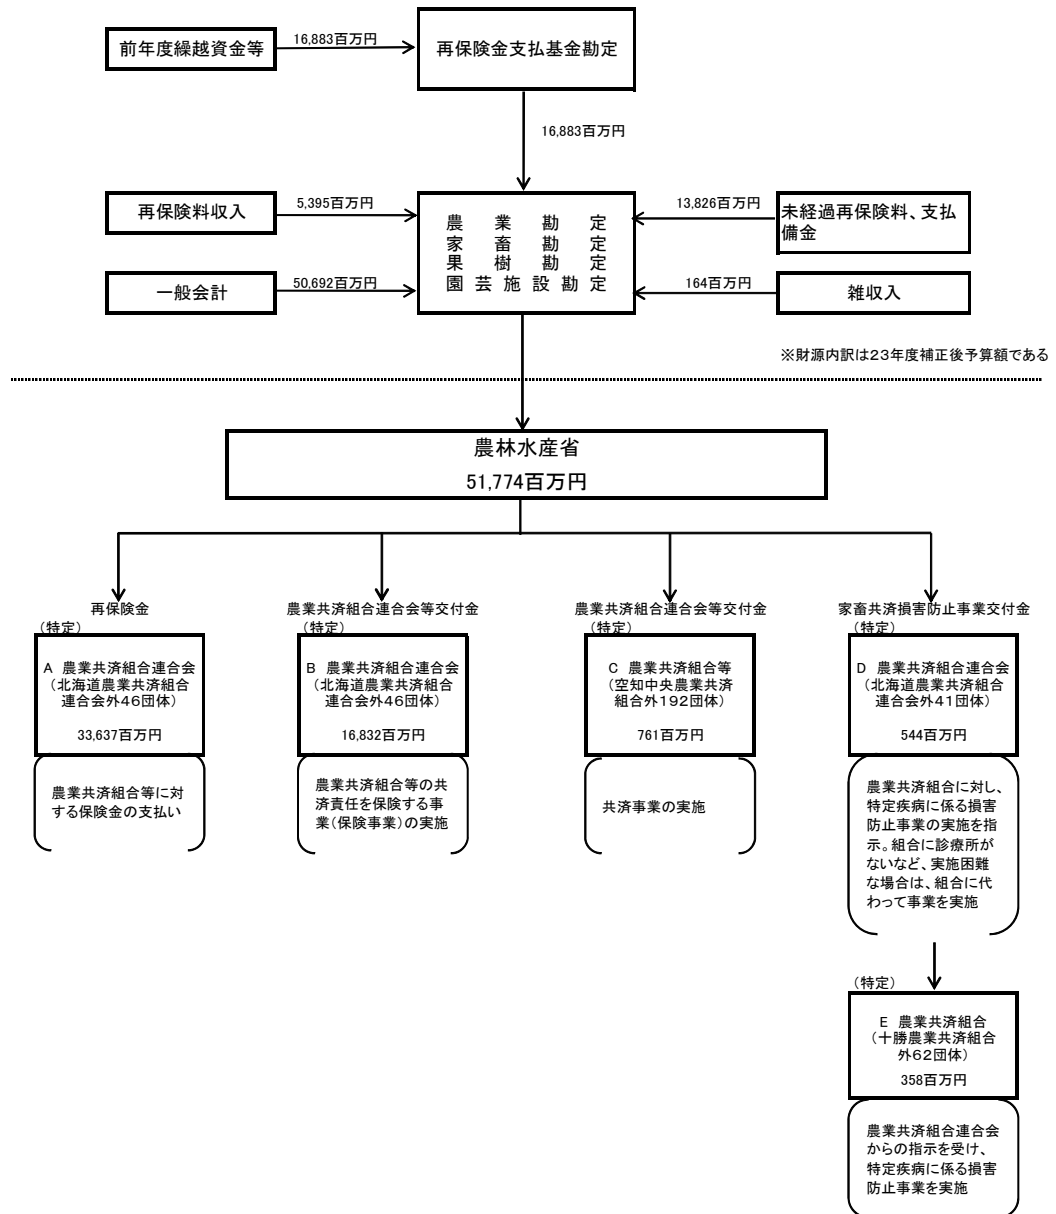 前年度繰越資金等
16,883百万円
再保険金支払基金勘定
16,883百万円
再保険料収入
5,395百万円
農業勘定
家畜勘定
果樹勘定
園芸施設勘定
13,826百万円
未経過再保険料、支払
備金
一般会計
50,692百万円
164百万円
雑収入
※財源内訳は23年度補正後予算額である
農林水産省
51,774百万円
再保険金
(特定)
A 農業共済組合連合会
(北海道農業共済組合
連合会外46団体)
33,637百万円
農業共済組合等に対
する保険金の支払い
農業共済組合連合会等交付金
(特定)
B 農業共済組合連合会
(北海道農業共済組合
連合会外46団体)
16,832百万円
農業共済組合等の共
済責任を保険する事
業(保険事業)の実施
農業共済組合連合会等交付金
(特定)
C 農業共済組合等
(空知中央農業共済
組合外192団体)
761百万円
共済事業の実施
家畜共済損害防止事業交付金
(特定)
D 農業共済組合連合会
(北海道農業共済組合
連合会外41団体)
544百万円
農業共済組合に対し、
特定疾病に係る損害
防止事業の実施を指
示。組合に診療所が
ないなど、実施困難
な場合は、組合に代
わって事業を実施
(特定)
E 農業共済組合
(十勝農業共済組合
外62団体)
358百万円
農業共済組合連合会
からの指示を受け、
特定疾病に係る損害
防止事業を実施